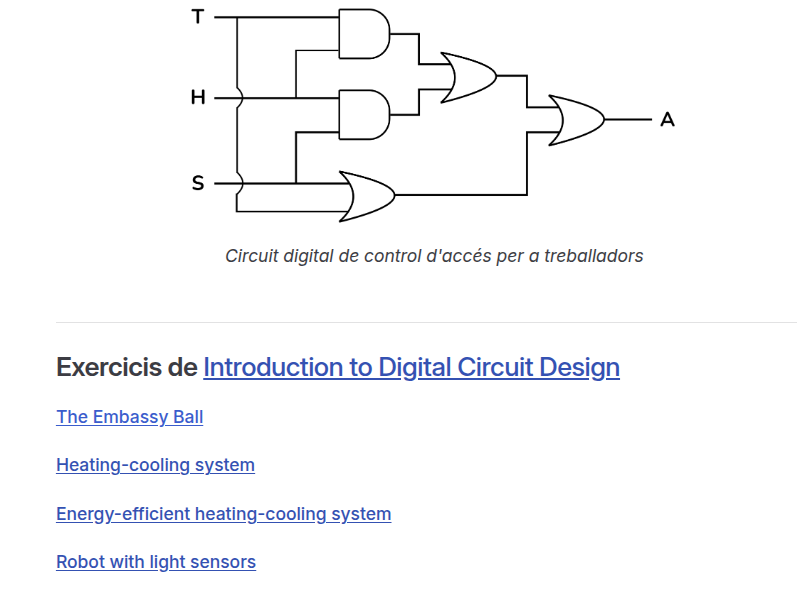 T
H
A
S
Circuit digital de control d'accés per a treballadors
Exercicis de Introduction to Digital Circuit Design
The Embassy Ball
Heating-cooling system
Energy-efficient heating-cooling system
Robot with light sensors